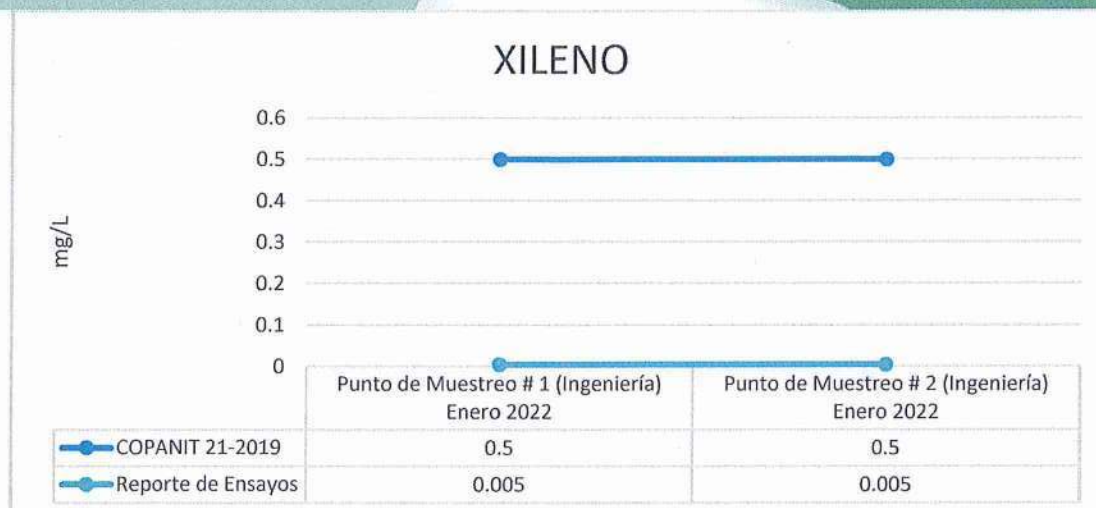 XILENO
mg/L
0.6
0.5
0.4
0.3
0.2
0.1
0
Punto de Muestreo # 1 (Ingeniería)
Enero 2022
Punto de Muestreo # 2 (Ingeniería)
Enero 2022
COPANIT 21-2019 0.5 0.5
Reporte de Ensayos 0.005 0.005